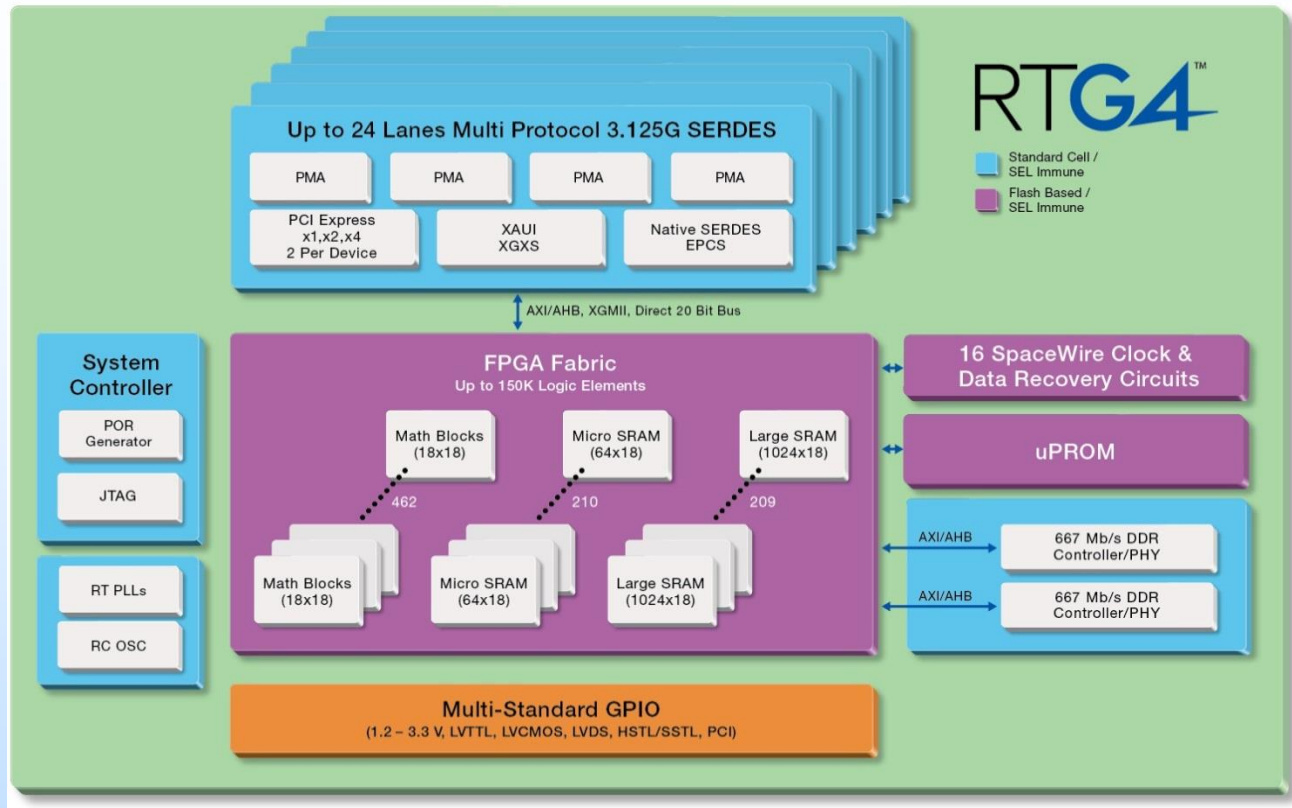 RTG4™
Standard Cell /
SEL Immune
Flash Based /
SEL Immune
Up to 24 Lanes Multi Protocol 3.125G SERDES
PMA
PMA
PMA
PMA
PCI Express
x1,x2,x4
2 Per Device
XAUI
XGXS
Native SERDES
EPCS
AXI/AHB, XGMII, Direct 20 Bit Bus
System
Controller
POR
Generator
JTAG
RT PLLs
RC OSC
FPGA Fabric
Up to 150K Logic Elements
Math Blocks
(18x18)
Micro SRAM
(64x18)
Large SRAM
(1024x18)
462
210
209
Math Blocks
(18x18)
Micro SRAM
(64x18)
Large SRAM
(1024x18)
16 SpaceWire Clock &
Data Recovery Circuits
uPROM
AXI/AHB
667 Mb/s DDR
Controller/PHY
AXI/AHB
667 Mb/s DDR
Controller/PHY
Multi-Standard GPIO
(1.2 – 3.3 V, LVTTL, LVCMOS, LVDS, HSTL/SSTL, PCI)